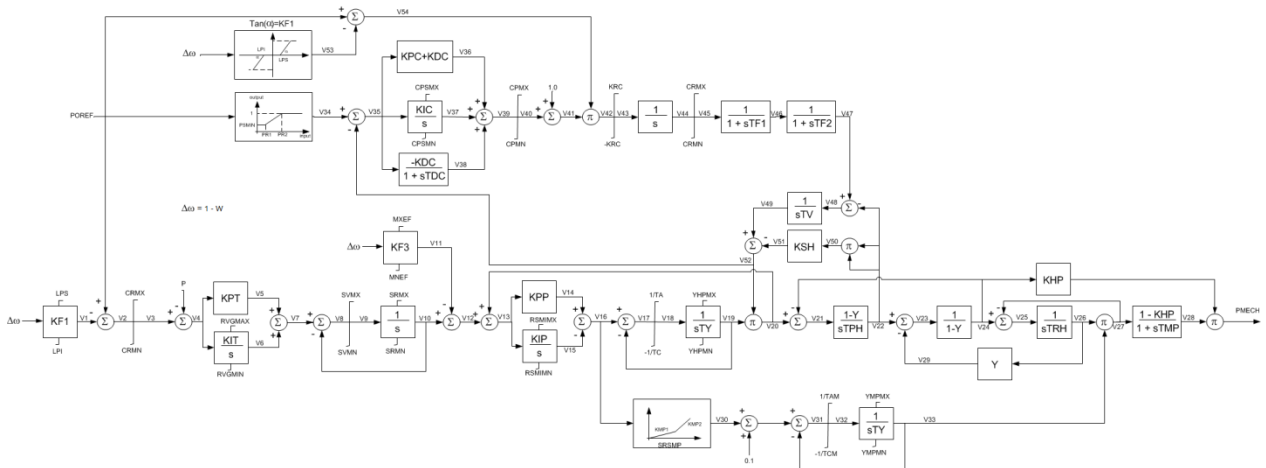 Tan(α)=KF1
Δω
LPI
LPS
V53
V54
POREF
output
1
PSMIN
PR1
PR2
input
V34
V35
KPC+KDC
V36
CPSMX
KIC
s
CPSMN
V37
-KDC
1 + sTDC
V38
V39
CPMX
V40
CPMN
1.0
V41
V42
KRC
V43
-KRC
1
s
V44
CRMX
V45
CRMN
1
1 + sTF1
V46
1
1 + sTF2
V47
Δω = 1 - W
V49
1
sTV
V48
V51
KSH
V50
V52
MXEF
Δω
KF3
V11
MNEF
LPS
Δω
KF1
LPI
V1
V2
CRMX
V3
CRMN
P
V4
KPT
V5
RVGMAX
KIT
s
V6
RVGMIN
V7
V8
SVMX
V9
SVMN
SRMX
1
s
SRMN
V10
V12
V13
KPP
V14
RSMIMX
KIP
s
V15
RSMIMN
V16
V17
1/TA
V18
-1/TC
YHPMX
1
sTY
YHPMN
V19
V20
V21
1-Y
sTPH
V22
V23
1
1-Y
V24
V25
1
sTRH
V26
V27
1 - KHP
1 + sTMP
V28
PMECH
KHP
V29
Y
KMP1
KMP2
SRSMP
V30
0.1
V31
1/TAM
V32
-1/TCM
YMPMX
1
sTY
YMPMN
V33